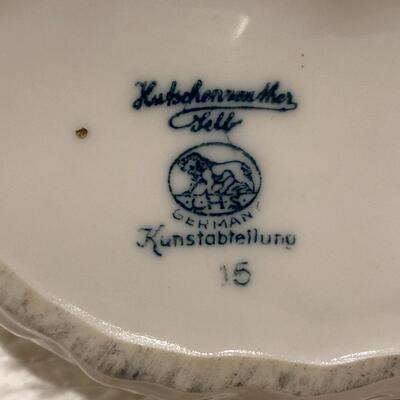 Hutschenreuther
Selb
L.H.S.
GERMANY
Kunstabteilung
15